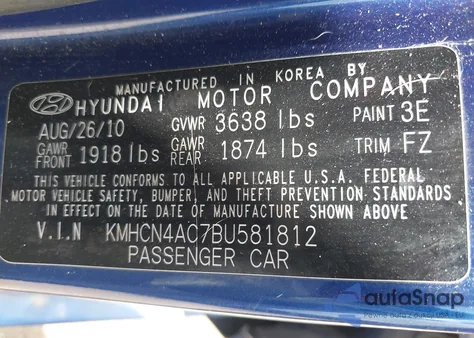 MANUFACTURED IN KOREA BY
HYUNDAI MOTOR COMPANY
AUG/26/10 GVWR 3638 lbs PAINT 3E
GAWR FRONT 1918 lbs GAWR REAR 1874 lbs TRIM FZ
THIS VEHICLE CONFORMS TO ALL APPLICABLE U.S.A. FEDERAL
MOTOR VEHICLE SAFETY, BUMPER, AND THEFT PREVENTION STANDARDS
IN EFFECT ON THE DATE OF MANUFACTURE SHOWN ABOVE
V.I.N KMHCN4AC7BU581812
PASSENGER CAR
autaSnap